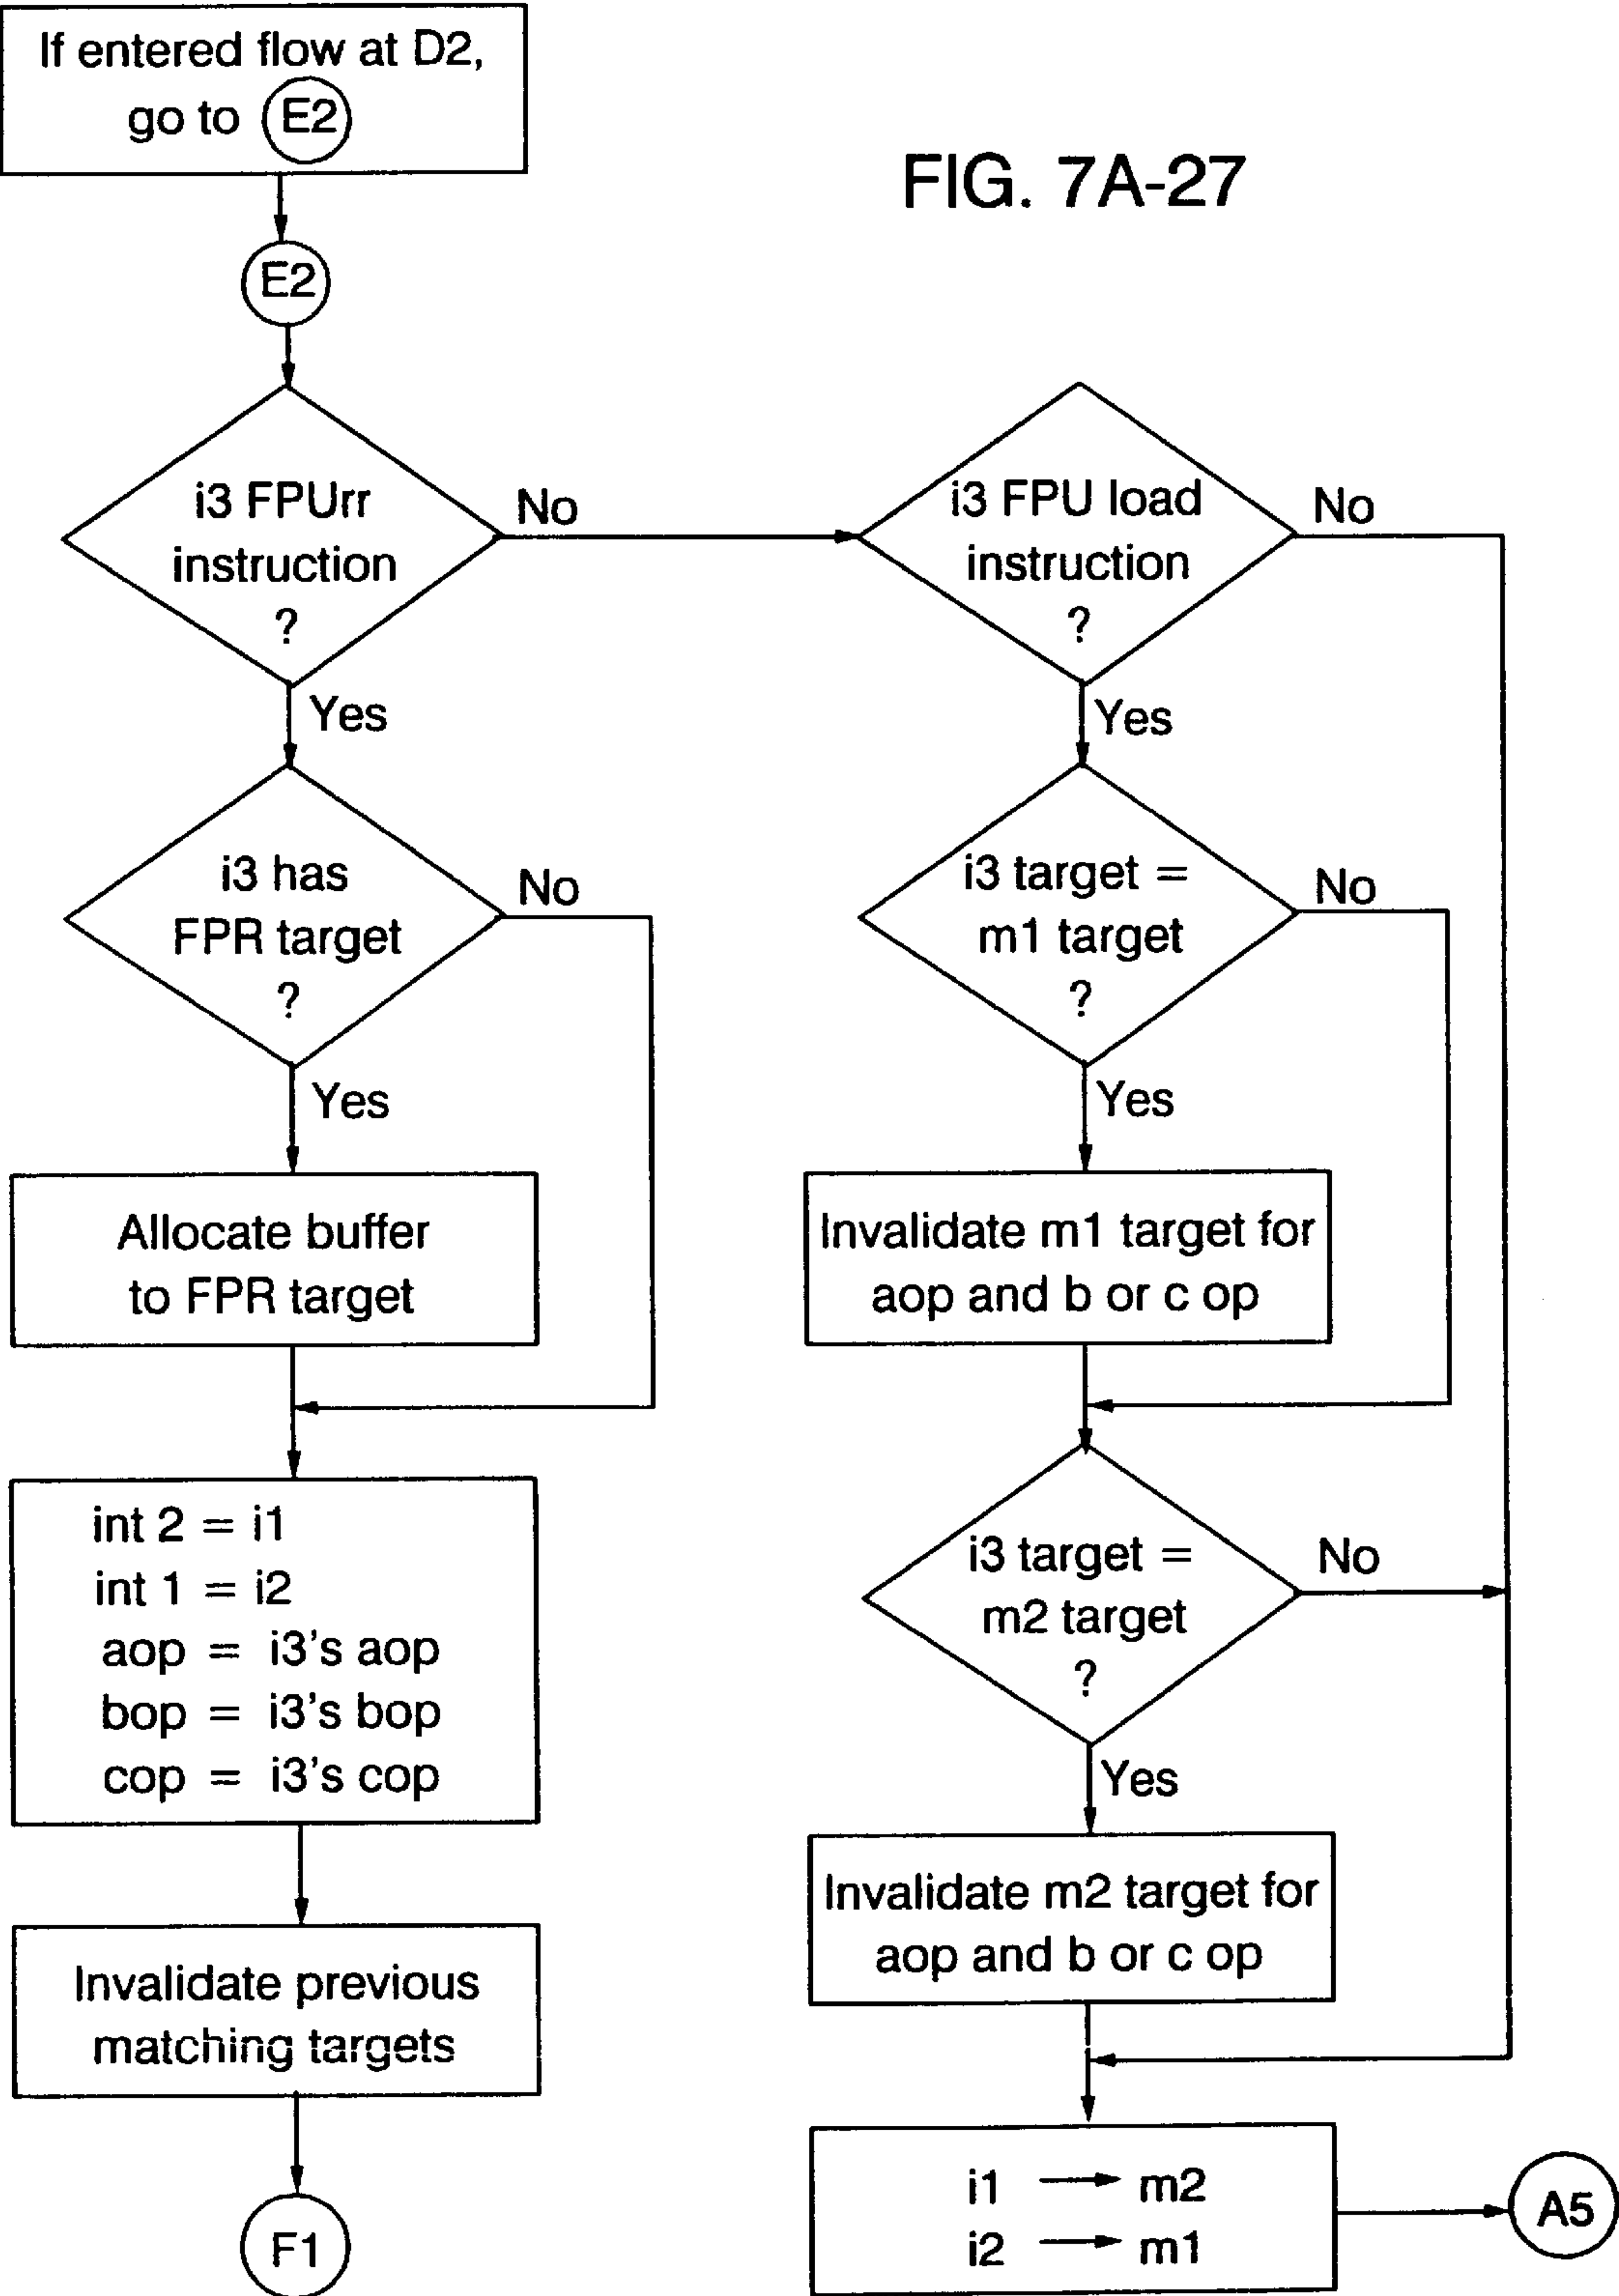 If entered flow at D2,
go to E2
FIG. 7A-27
E2
i3 FPUrr
instruction
?
No
Yes
i3 FPU load
instruction
?
No
Yes
i3 has
FPR target
?
No
Yes
i3 target =
m1 target
?
No
Yes
Allocate buffer
to FPR target
Invalidate m1 target for
aop and b or c op
int 2 = i1
int 1 = i2
aop = i3's aop
bop = i3's bop
cop = i3's cop
i3 target =
m2 target
?
No
Yes
Invalidate previous
matching targets
Invalidate m2 target for
aop and b or c op
F1
i1 → m2
i2 → m1
A5